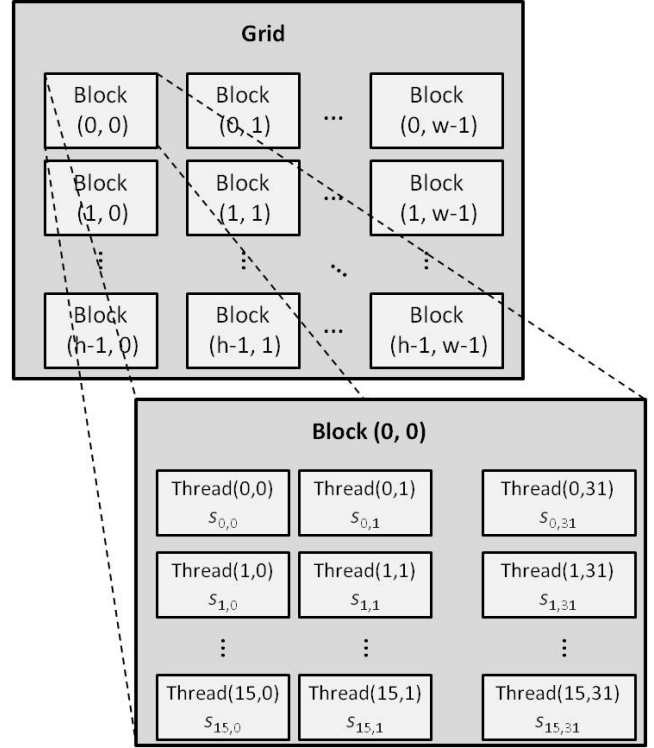 Grid
Block Block Block
(0, 0) (0, 1) ... (0, w-1)
Block Block Block
(1, 0) (1, 1) ... (1, w-1)
⋮ ⋮ ⋱ ⋮
Block Block Block
(h-1, 0) (h-1, 1) ... (h-1, w-1)
Block (0, 0)
Thread(0,0) Thread(0,1) Thread(0,31)
s0,0 s0,1 s0,31
Thread(1,0) Thread(1,1) Thread(1,31)
s1,0 s1,1 s1,31
⋮ ⋮ ⋮
Thread(15,0) Thread(15,1) Thread(15,31)
s15,0 s15,1 s15,31